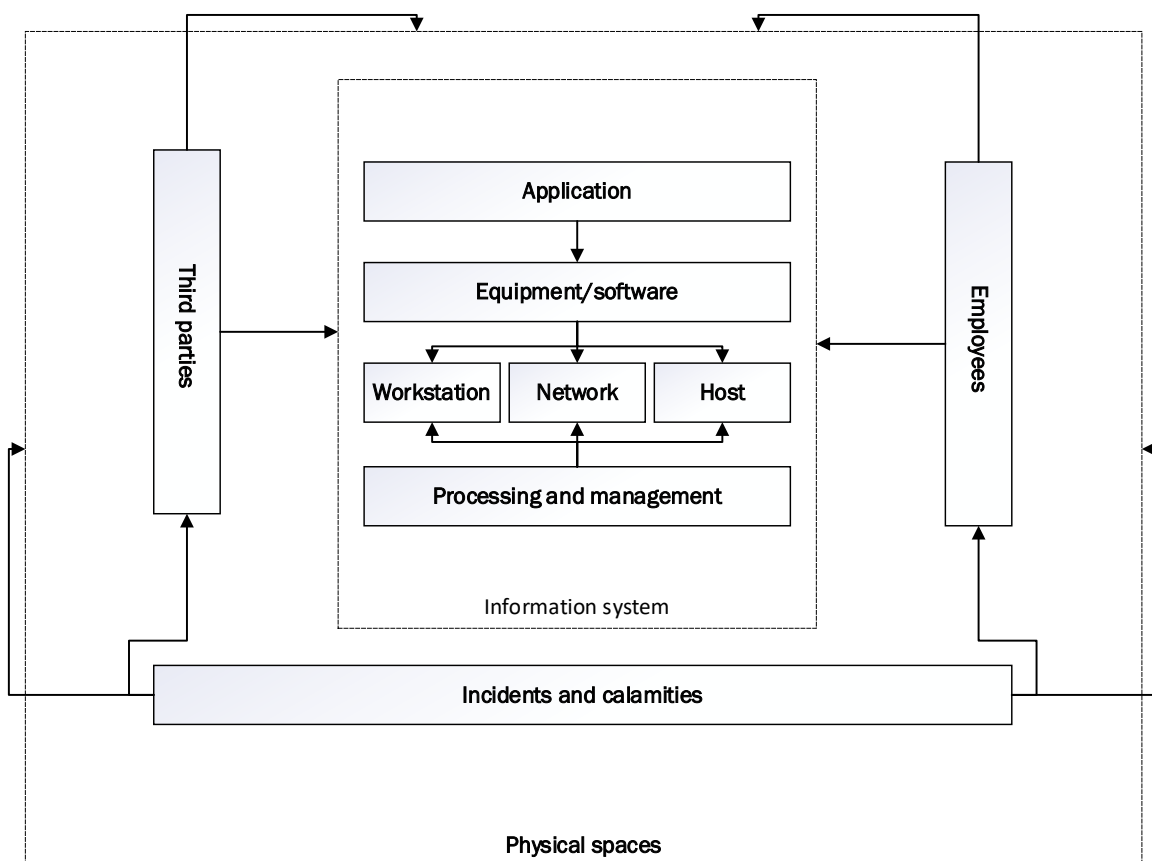 Application
Equipment/software
Third parties
Employees
Workstation
Network
Host
Processing and management
Information system
Incidents and calamities
Physical spaces